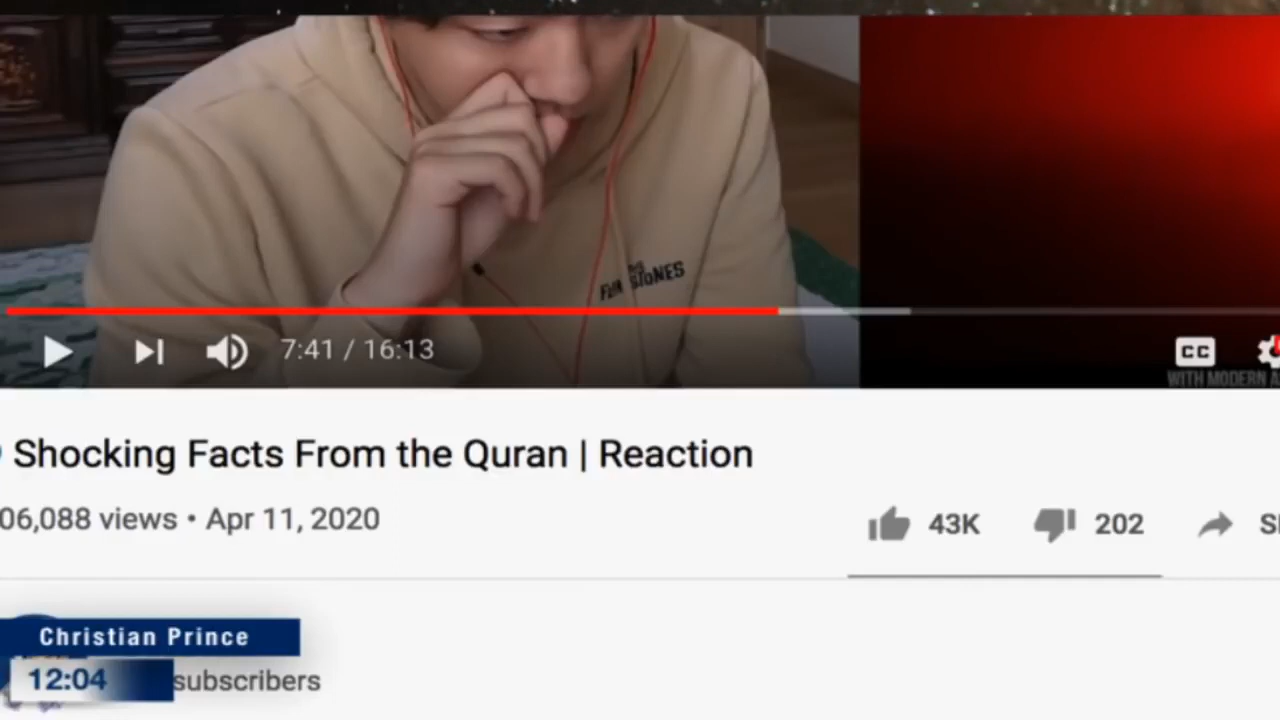 STONES
7:41 / 16:13
CC
WITH MODERN
Shocking Facts From the Quran | Reaction
06,088 views • Apr 11, 2020
43K
202
Christian Prince
12:04
subscribers